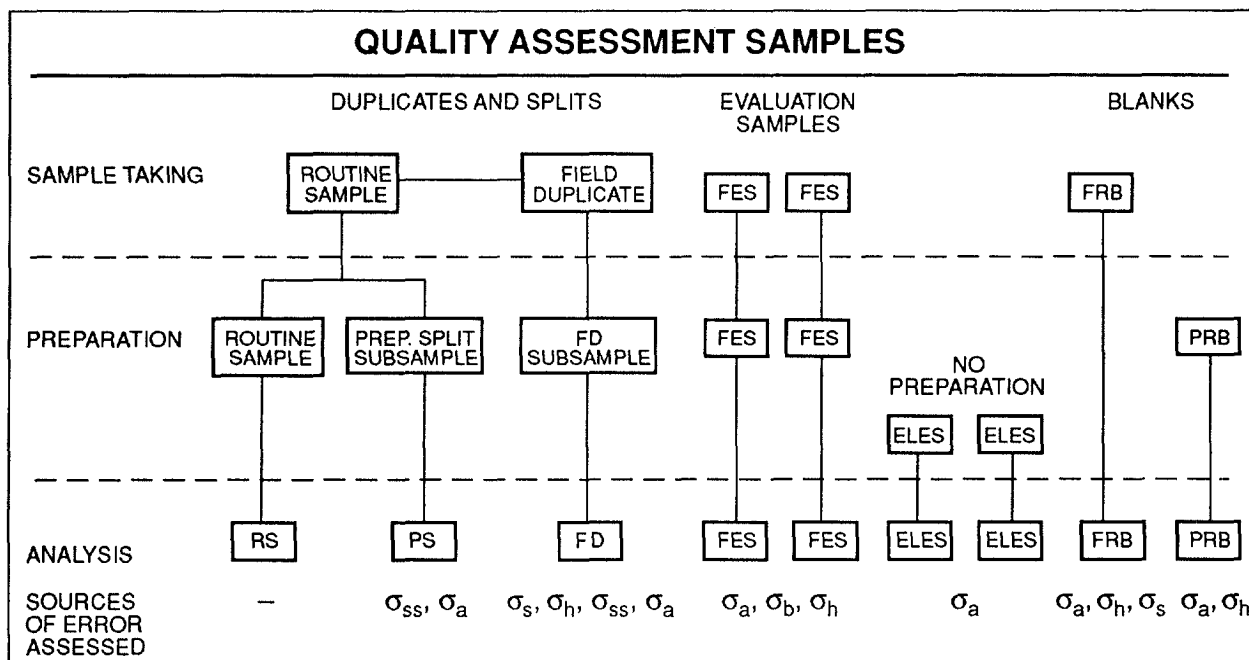 QUALITY ASSESSMENT SAMPLES
DUPLICATES AND SPLITS
EVALUATION
SAMPLES
BLANKS
SAMPLE TAKING
ROUTINE
SAMPLE
FIELD
DUPLICATE
FES
FES
FRB
PREPARATION
ROUTINE
SAMPLE
PREP. SPLIT
SUBSAMPLE
FD
SUBSAMPLE
FES
FES
PRB
NO
PREPARATION
ELES
ELES
ANALYSIS
RS
PS
FD
FES
FES
ELES
ELES
FRB
PRB
SOURCES
OF ERROR
ASSESSED
–
σss, σa
σs, σh, σss, σa
σa, σb, σh
σa
σa, σh, σs
σa, σh